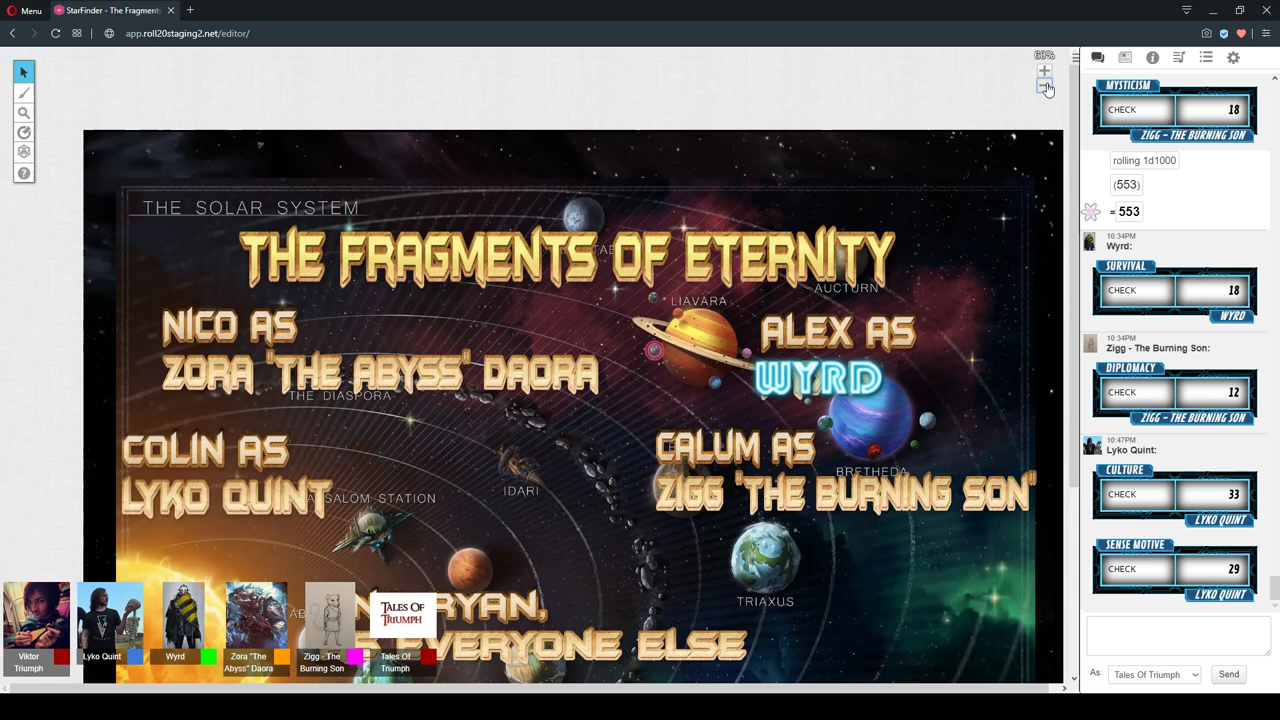 Menu
StarFinder - The Fragments
app.roll20staging2.net/editor/
60%
THE SOLAR SYSTEM
THE FRAGMENTS OF ETERNITY
AUCTURN
LIAVARA
NICO AS
ZORA "THE ABYSS" DAORA
ALEX AS
WYRD
THE DIASPORA
COLIN AS
LYKO QUINT
CALUM AS
ZIGG "THE BURNING SON"
BRETHEDA
ABSALOM STATION
IDARI
TRIAXUS
RYAN,
EVERYONE ELSE
Viktor
Triumph
Lyko Quint
Wyrd
Zora "The
Abyss" Daora
Zigg - The
Burning Son
TALES OF
TRIUMPH
Tales Of
Triumph
MYSTICISM
CHECK 18
ZIGG - THE BURNING SON
rolling 1d1000
(553)
=553
10:34PM
Wyrd:
SURVIVAL
CHECK 18
WYRD
10:34PM
Zigg - The Burning Son:
DIPLOMACY
CHECK 12
ZIGG - THE BURNING SON
10:47PM
Lyko Quint:
CULTURE
CHECK 33
LYKO QUINT
SENSE MOTIVE
CHECK 29
LYKO QUINT
As: Tales Of Triumph Send